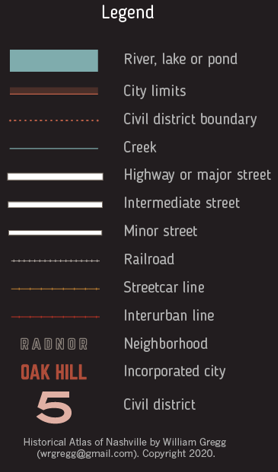 Legend
River, lake or pond
City limits
Civil district boundary
Creek
Highway or major street
Intermediate street
Minor street
Railroad
Streetcar line
Interurban line
RADNOR Neighborhood
OAK HILL Incorporated city
5 Civil district
Historical Atlas of Nashville by William Gregg
(wrgregg@gmail.com). Copyright 2020.